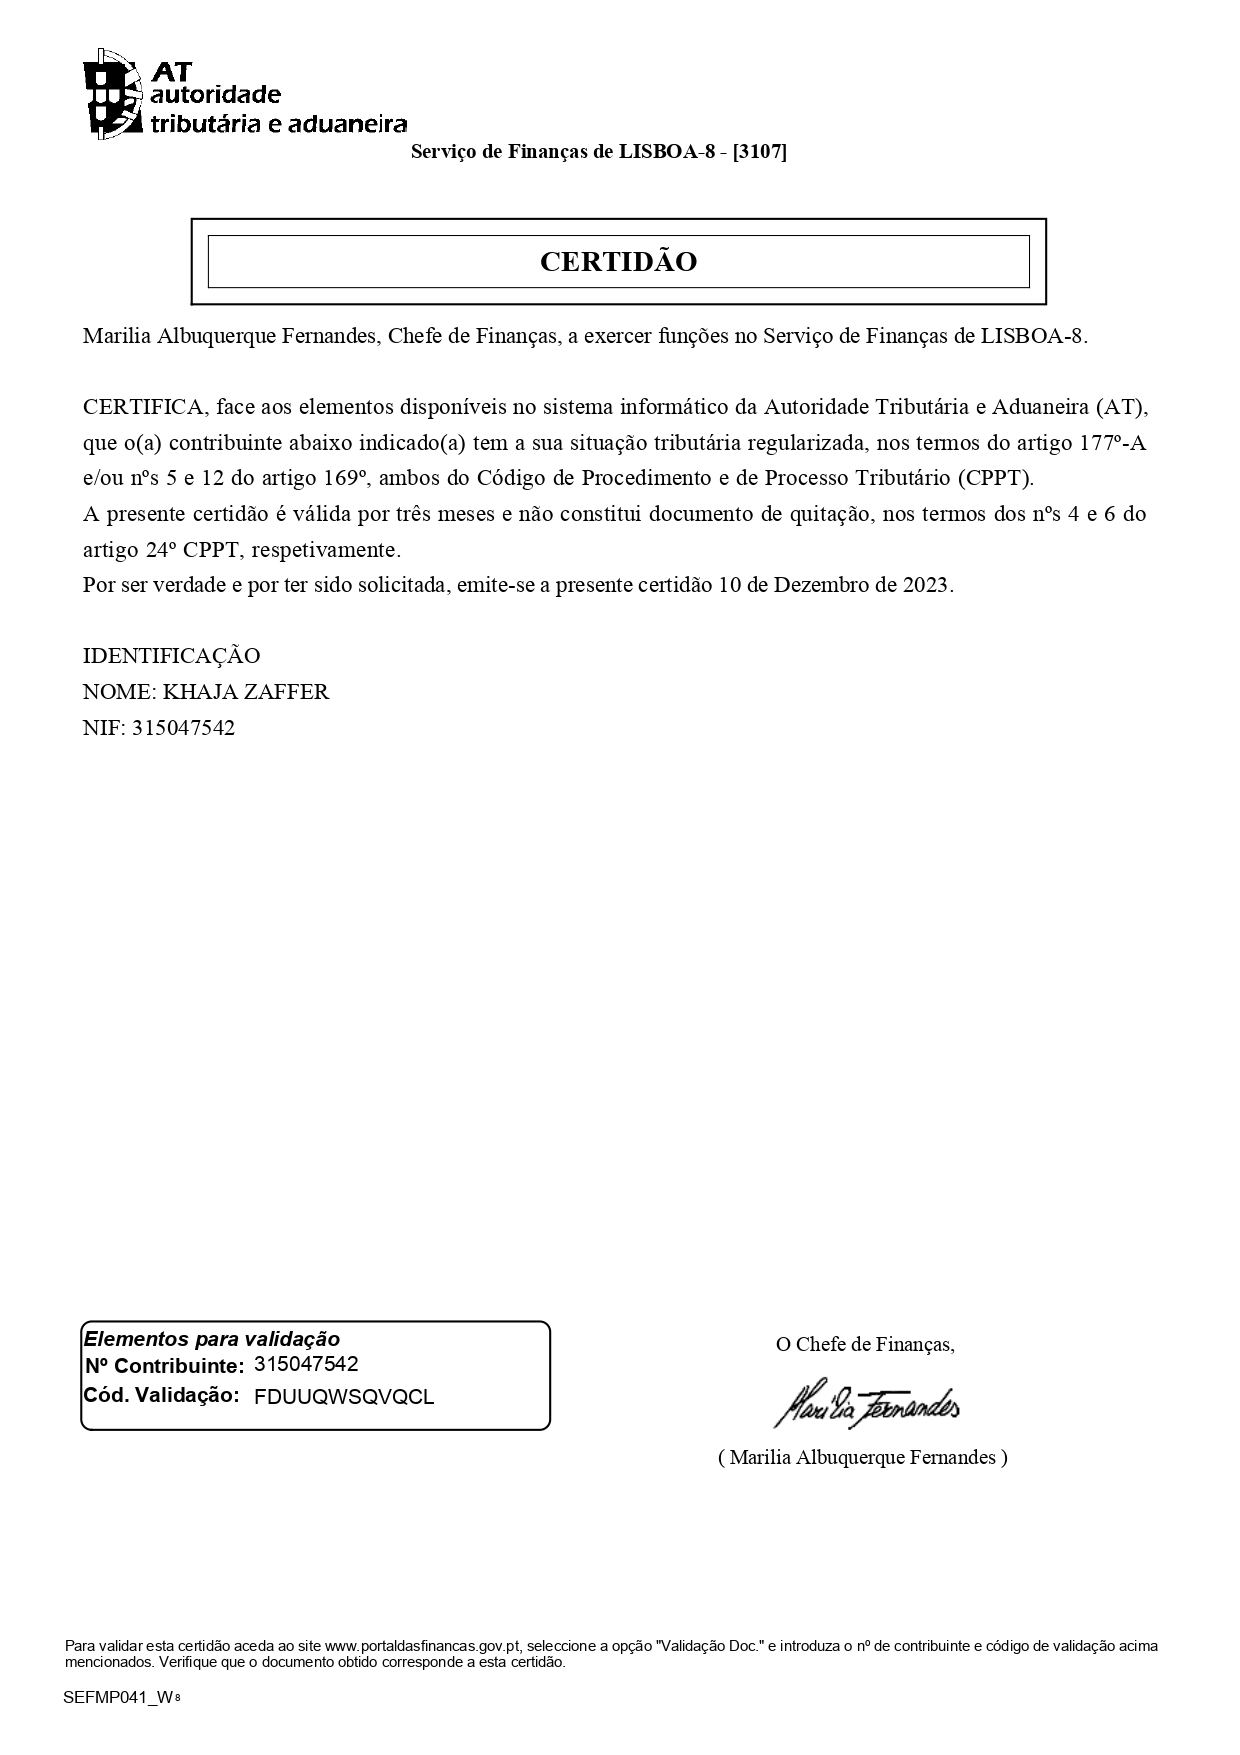 AT
autoridade
tributária e aduaneira
Serviço de Finanças de LISBOA-8 - [3107]
CERTIDÃO
Marilia Albuquerque Fernandes, Chefe de Finanças, a exercer funções no Serviço de Finanças de LISBOA-8.
CERTIFICA, face aos elementos disponíveis no sistema informático da Autoridade Tributária e Aduaneira (AT),
que o(a) contribuinte abaixo indicado(a) tem a sua situação tributária regularizada, nos termos do artigo 177º-A
e/ou nºs 5 e 12 do artigo 169º, ambos do Código de Procedimento e de Processo Tributário (CPPT).
A presente certidão é válida por três meses e não constitui documento de quitação, nos termos dos nºs 4 e 6 do
artigo 24º CPPT, respetivamente.
Por ser verdade e por ter sido solicitada, emite-se a presente certidão 10 de Dezembro de 2023.
IDENTIFICAÇÃO
NOME: KHAJA ZAFFER
NIF: 315047542
Elementos para validação
Nº Contribuinte: 315047542
Cód. Validação: FDUUQWSQVQCL
O Chefe de Finanças,
Marilia Fernandes
( Marilia Albuquerque Fernandes )
Para validar esta certidão aceda ao site www.portaldasfinancas.gov.pt, seleccione a opção "Validação Doc." e introduza o nº de contribuinte e código de validação acima
mencionados. Verifique que o documento obtido corresponde a esta certidão.
SEFMP041_W8